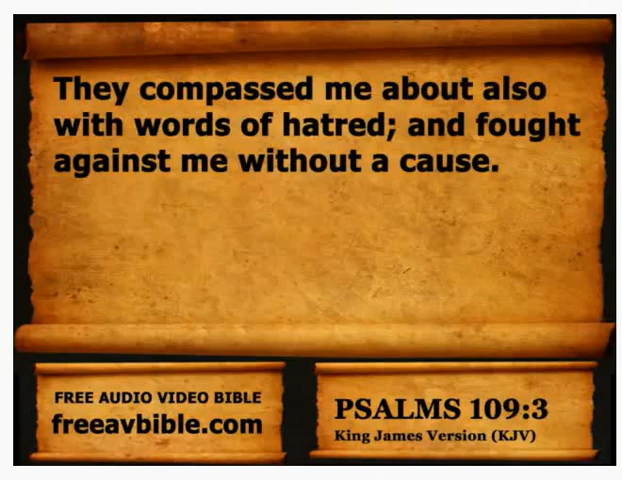 They compassed me about also
with words of hatred; and fought
against me without a cause.
FREE AUDIO VIDEO BIBLE
freeavbible.com
PSALMS 109:3
King James Version (KJV)